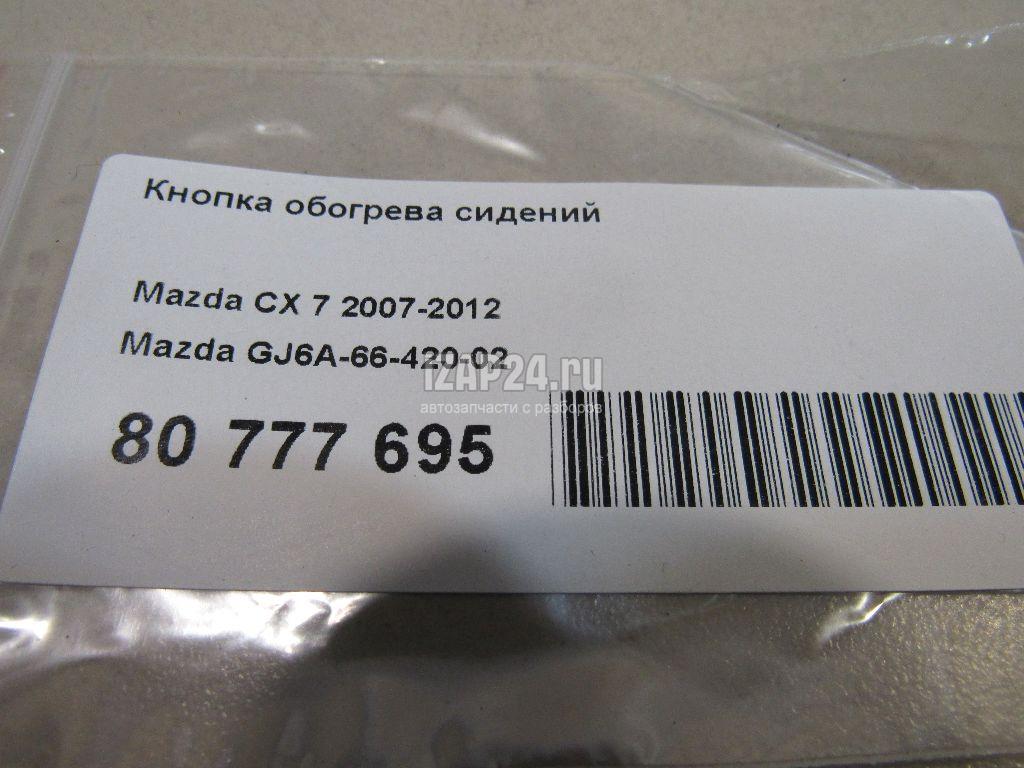 Кнопка обогрева сидений
Mazda CX 7 2007-2012
Mazda GJ6A-66-420-02
80 777 695
IZAP24.ru
автозапчасти с разборов